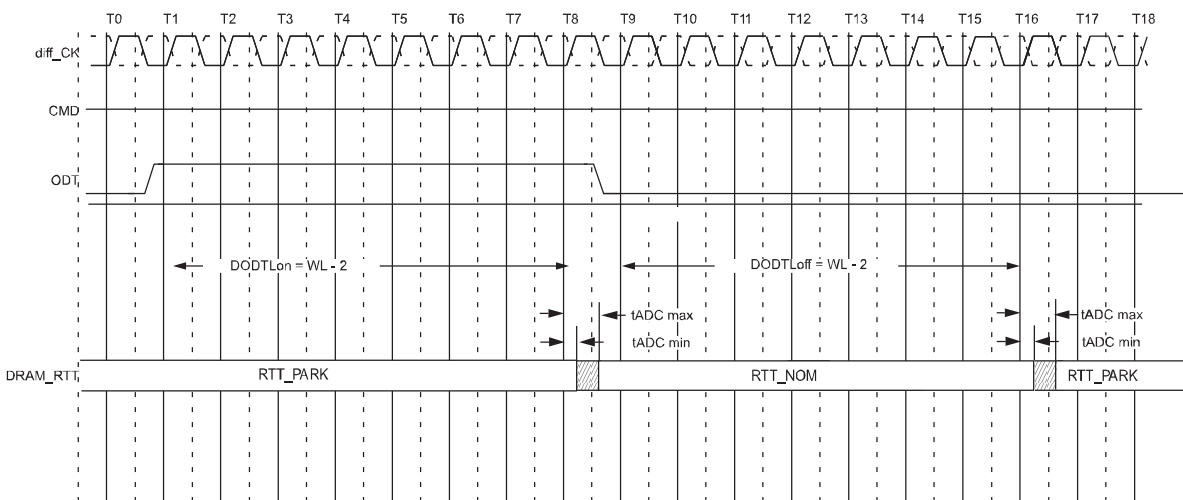 T0 T1 T2 T3 T4 T5 T6 T7 T8 T9 T10 T11 T12 T13 T14 T15 T16 T17 T18
diff_CK
CMD
ODT
DODTLon = WL - 2 DODTLoff = WL - 2
tADC max tADC max
tADC min tADC min
DRAM_RTT RTT_PARK RTT_NOM RTT_PARK